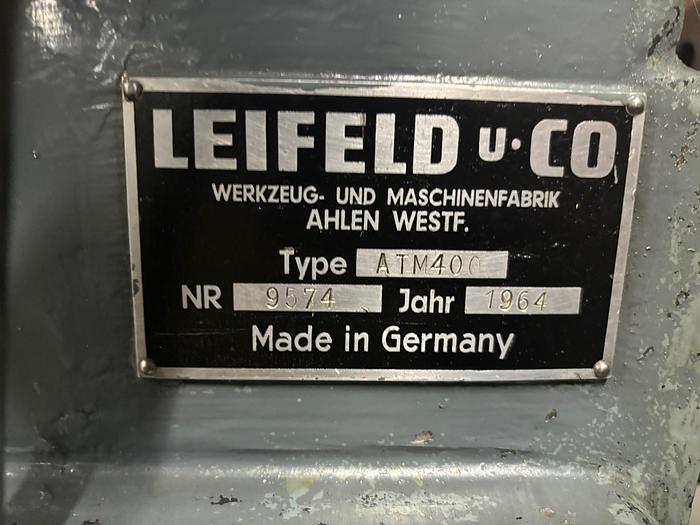 LEIFELD U. CO
WERKZEUG- UND MASCHINENFABRIK
AHLEN WESTF.
Type ATM400
NR 9574 Jahr 1964
Made in Germany